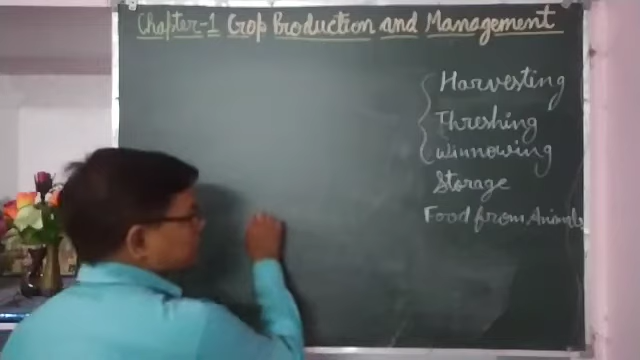 Chapter-1 Crop Production and Management
Harvesting
Threshing
Winnowing
Storage
Food from Animals